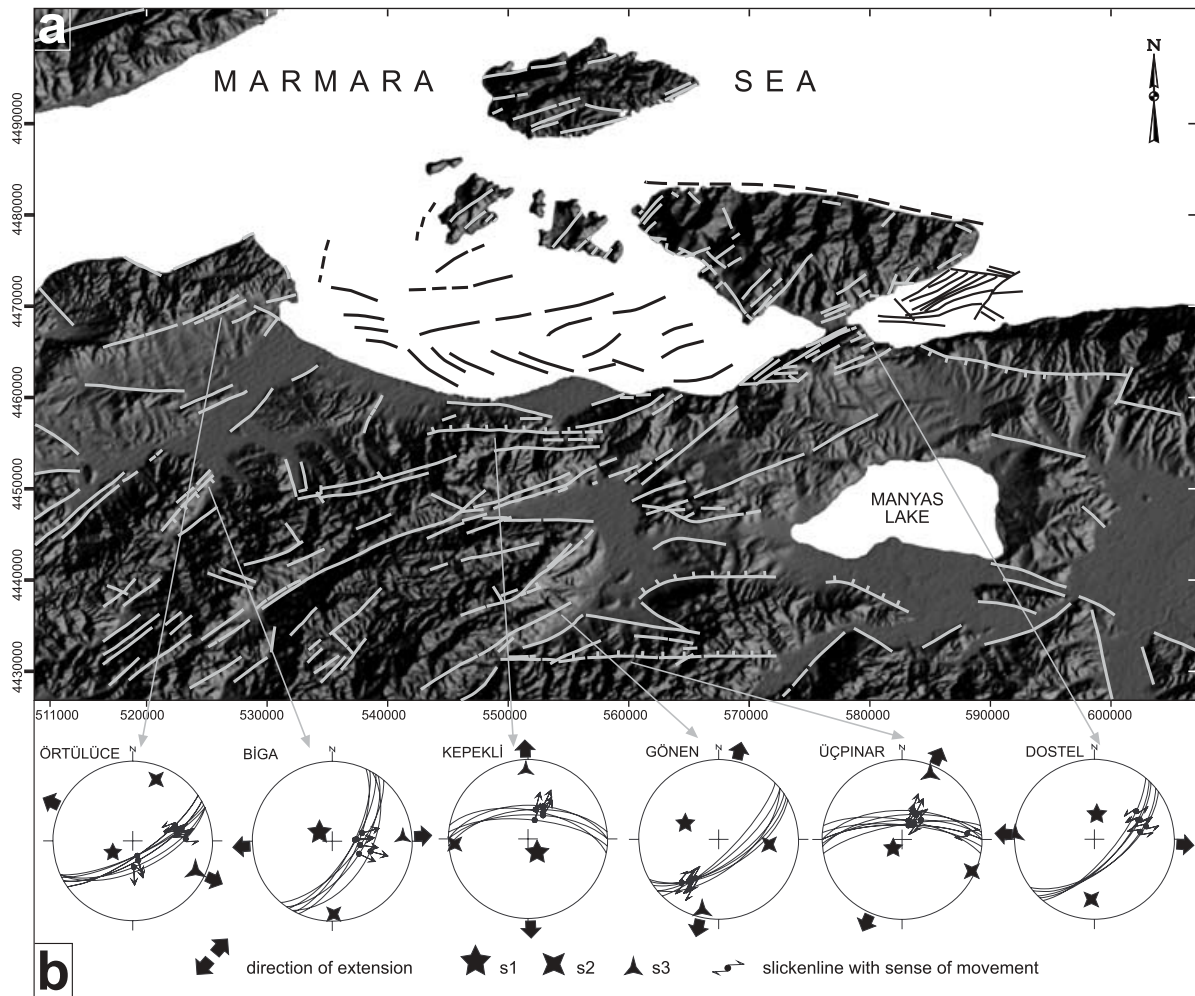 a
MARMARA SEA
N
4490000
4480000
4470000
4460000
4450000
4440000
4430000
MANYAS
LAKE
511000 520000 530000 540000 550000 560000 570000 580000 590000 600000
ÖRTÜLÜCE N
BİGA N
KEPEKLİ N
GÖNEN N
ÜÇPINAR N
DOSTEL N
b
direction of extension s1 s2 s3 slickenline with sense of movement